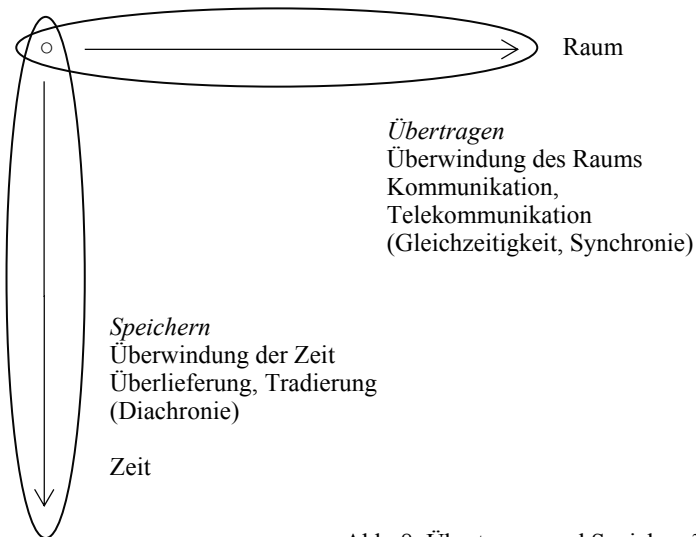 Raum
Übertragen
Überwindung des Raums
Kommunikation,
Telekommunikation
(Gleichzeitigkeit, Synchronie)
Speichern
Überwindung der Zeit
Überlieferung, Tradierung
(Diachronie)
Zeit